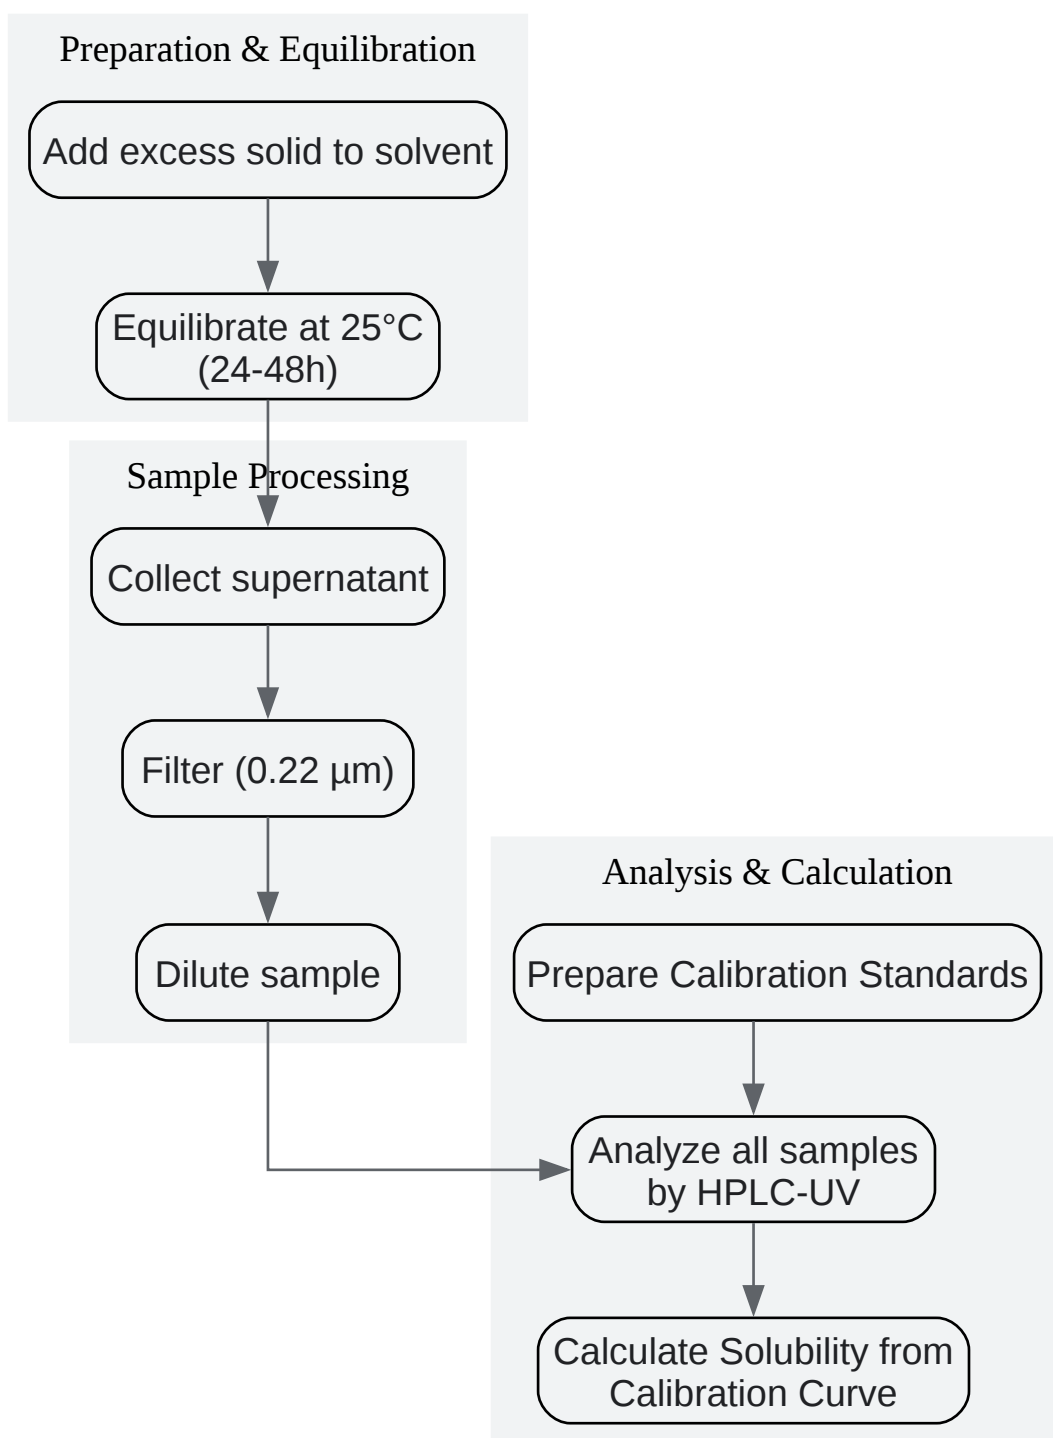 Preparation & Equilibration
Add excess solid to solvent
Equilibrate at 25°C
(24-48h)
Sample Processing
Collect supernatant
Filter (0.22 µm)
Dilute sample
Analysis & Calculation
Prepare Calibration Standards
Analyze all samples
by HPLC-UV
Calculate Solubility from
Calibration Curve